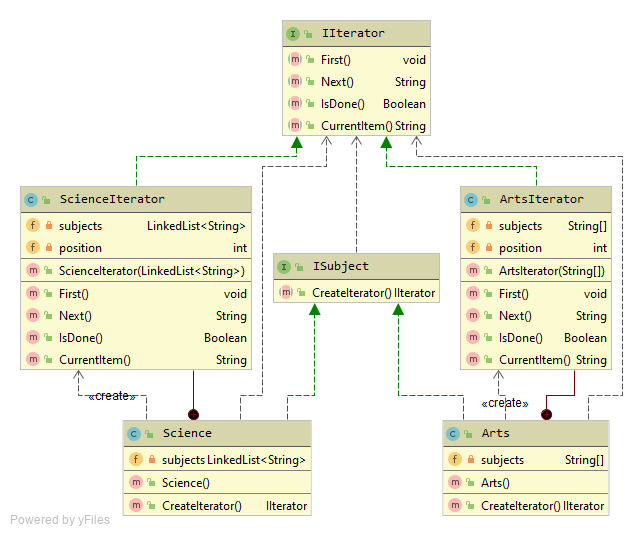 I IIterator
m First() void
m Next() String
m IsDone() Boolean
m CurrentItem() String
C ScienceIterator
f subjects LinkedList<String>
f position int
m ScienceIterator(LinkedList<String>)
m First() void
m Next() String
m IsDone() Boolean
m CurrentItem() String
C ArtsIterator
f subjects String[]
f position int
m ArtsIterator(String[])
m First() void
m Next() String
m IsDone() Boolean
m CurrentItem() String
I ISubject
m CreateIterator() IIterator
«create»
«create»
C Science
f subjects LinkedList<String>
m Science()
m CreateIterator() IIterator
C Arts
f subjects String[]
m Arts()
m CreateIterator() IIterator
Powered by yFiles